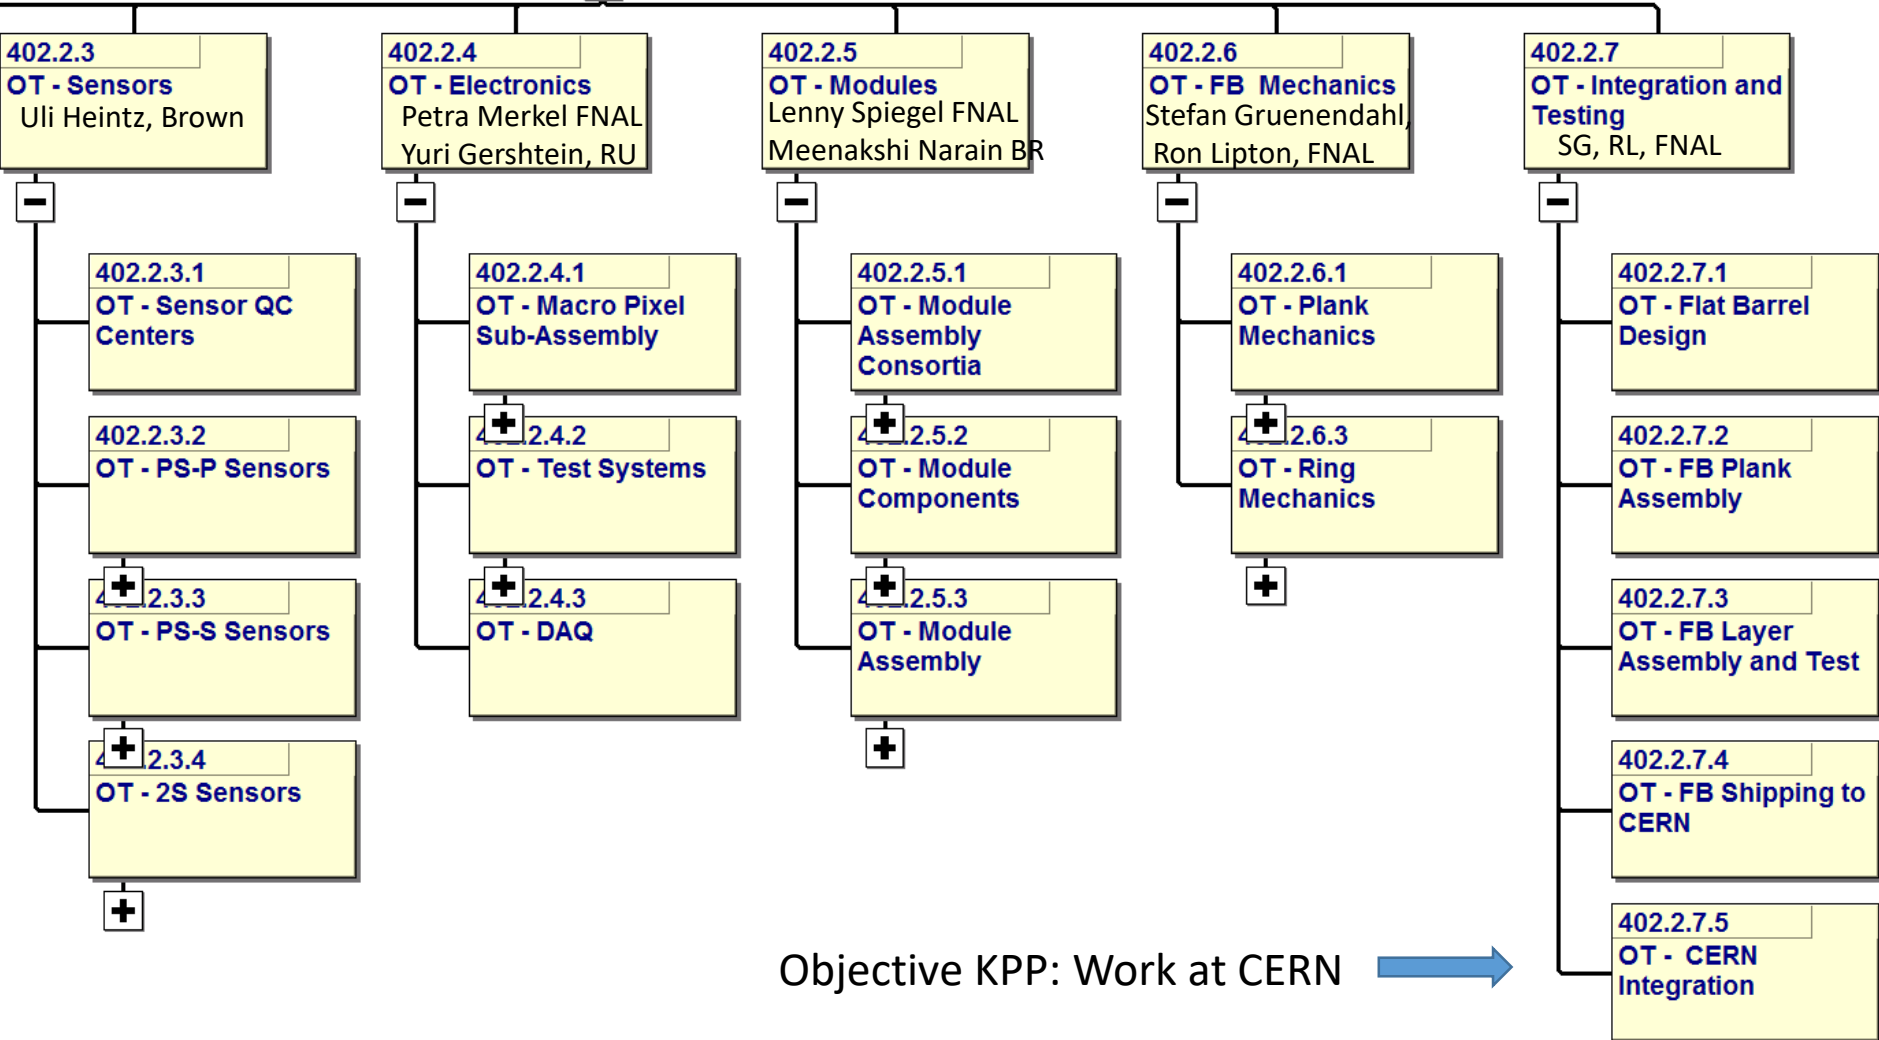 402.2.3
OT - Sensors
Uli Heintz, Brown
402.2.3.1
OT - Sensor QC
Centers
402.2.3.2
OT - PS-P Sensors
402.2.3.3
OT - PS-S Sensors
402.2.3.4
OT - 2S Sensors
402.2.4
OT - Electronics
Petra Merkel FNAL
Yuri Gershtein, RU
402.2.4.1
OT - Macro Pixel
Sub-Assembly
402.2.4.2
OT - Test Systems
402.2.4.3
OT - DAQ
402.2.5
OT - Modules
Lenny Spiegel FNAL
Meenakshi Narain BR
402.2.5.1
OT - Module
Assembly
Consortia
402.2.5.2
OT - Module
Components
402.2.5.3
OT - Module
Assembly
402.2.6
OT - FB Mechanics
Stefan Gruenendahl,
Ron Lipton, FNAL
402.2.6.1
OT - Plank
Mechanics
402.2.6.3
OT - Ring
Mechanics
402.2.7
OT - Integration and
Testing
SG, RL, FNAL
402.2.7.1
OT - Flat Barrel
Design
402.2.7.2
OT - FB Plank
Assembly
402.2.7.3
OT - FB Layer
Assembly and Test
402.2.7.4
OT - FB Shipping to
CERN
402.2.7.5
OT - CERN
Integration
Objective KPP: Work at CERN